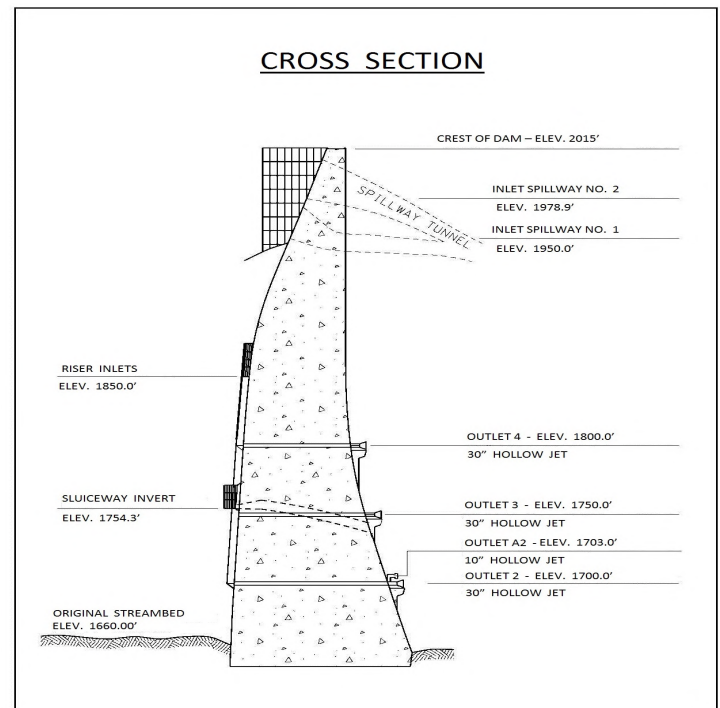 CROSS SECTION
CREST OF DAM – ELEV. 2015'
SPILLWAY TUNNEL
INLET SPILLWAY NO. 2
ELEV. 1978.9'
INLET SPILLWAY NO. 1
ELEV. 1950.0'
RISER INLETS
ELEV. 1850.0'
OUTLET 4 - ELEV. 1800.0'
30" HOLLOW JET
SLUICEWAY INVERT
ELEV. 1754.3'
OUTLET 3 - ELEV. 1750.0'
30" HOLLOW JET
OUTLET A2 - ELEV. 1703.0'
10" HOLLOW JET
OUTLET 2 - ELEV. 1700.0'
30" HOLLOW JET
ORIGINAL STREAMBED
ELEV. 1660.00'